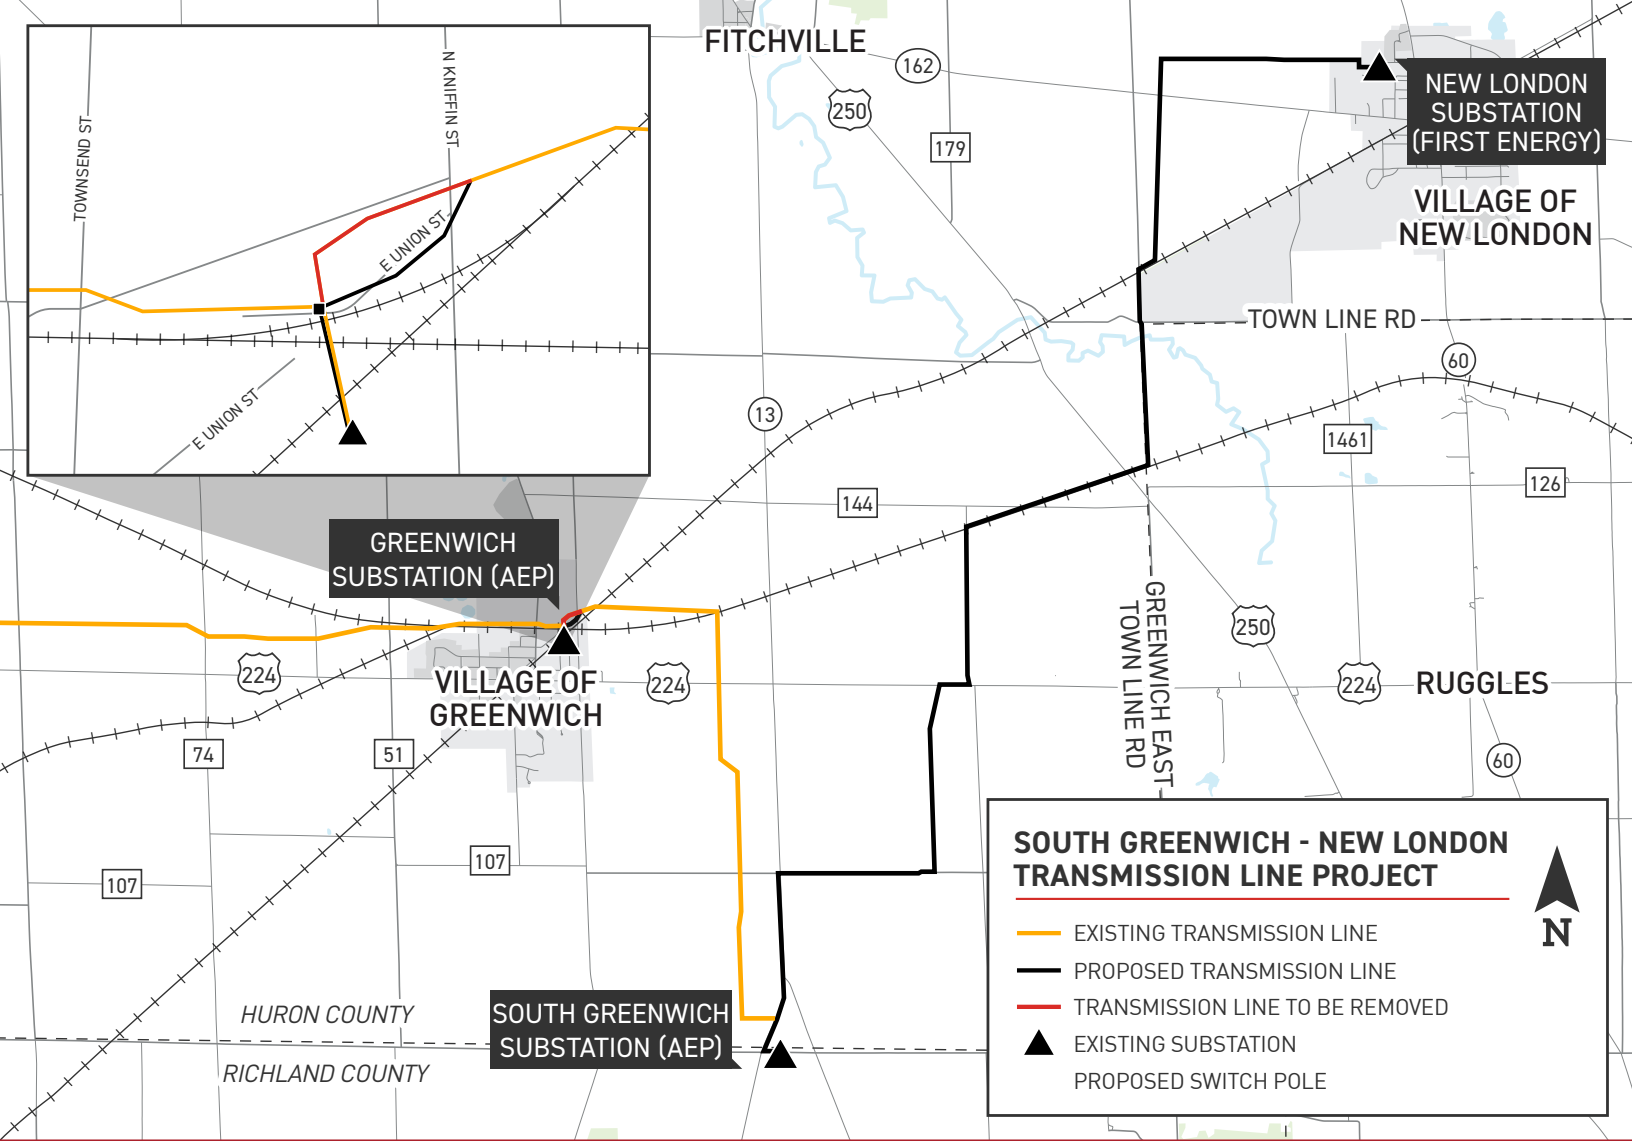 FITCHVILLE
162
250
179
NEW LONDON
SUBSTATION
(FIRST ENERGY)
VILLAGE OF
NEW LONDON
TOWN LINE RD
60
13
1461
126
144
TOWNSEND ST
N KNIFFIN ST
E UNION ST
E UNION ST
GREENWICH
SUBSTATION (AEP)
224
VILLAGE OF
GREENWICH
224
250
224
RUGGLES
GREENWICH EAST
TOWN LINE RD
74
51
60
107
107
HURON COUNTY
RICHLAND COUNTY
SOUTH GREENWICH
SUBSTATION (AEP)
SOUTH GREENWICH - NEW LONDON
TRANSMISSION LINE PROJECT
EXISTING TRANSMISSION LINE
PROPOSED TRANSMISSION LINE
TRANSMISSION LINE TO BE REMOVED
EXISTING SUBSTATION
PROPOSED SWITCH POLE
N